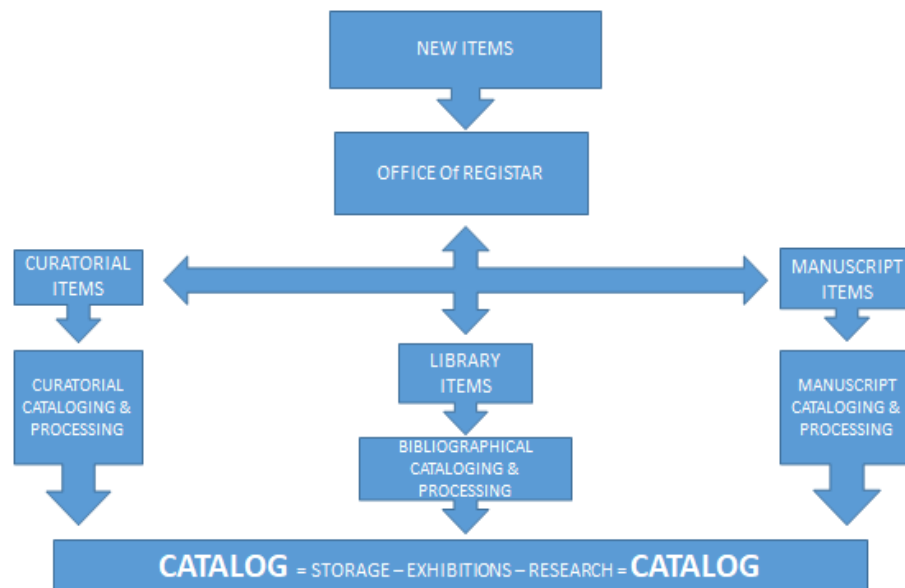 NEW ITEMS
OFFICE Of REGISTAR
CURATORIAL
ITEMS
MANUSCRIPT
ITEMS
LIBRARY
ITEMS
CURATORIAL
CATALOGING &
PROCESSING
MANUSCRIPT
CATALOGING &
PROCESSING
BIBLIOGRAPHICAL
CATALOGING &
PROCESSING
CATALOG = STORAGE – EXHIBITIONS – RESEARCH = CATALOG